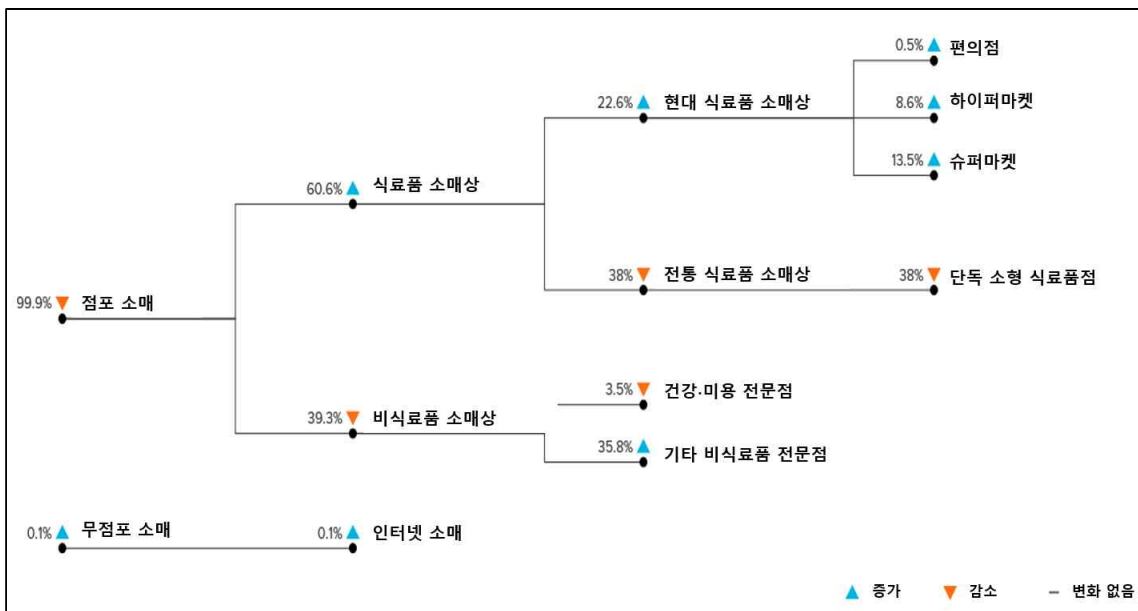 0.5% ▲ 편의점
22.6% ▲ 현대 식료품 소매상
8.6% ▲ 하이퍼마켓
13.5% ▲ 슈퍼마켓
60.6% ▲ 식료품 소매상
38% ▼ 전통 식료품 소매상
38% ▼ 단독 소형 식료품점
99.9% ▼ 점포 소매
3.5% ▼ 건강·미용 전문점
39.3% ▼ 비식료품 소매상
35.8% ▲ 기타 비식료품 전문점
0.1% ▲ 무점포 소매
0.1% ▲ 인터넷 소매
▲ 증가 ▼ 감소 – 변화 없음